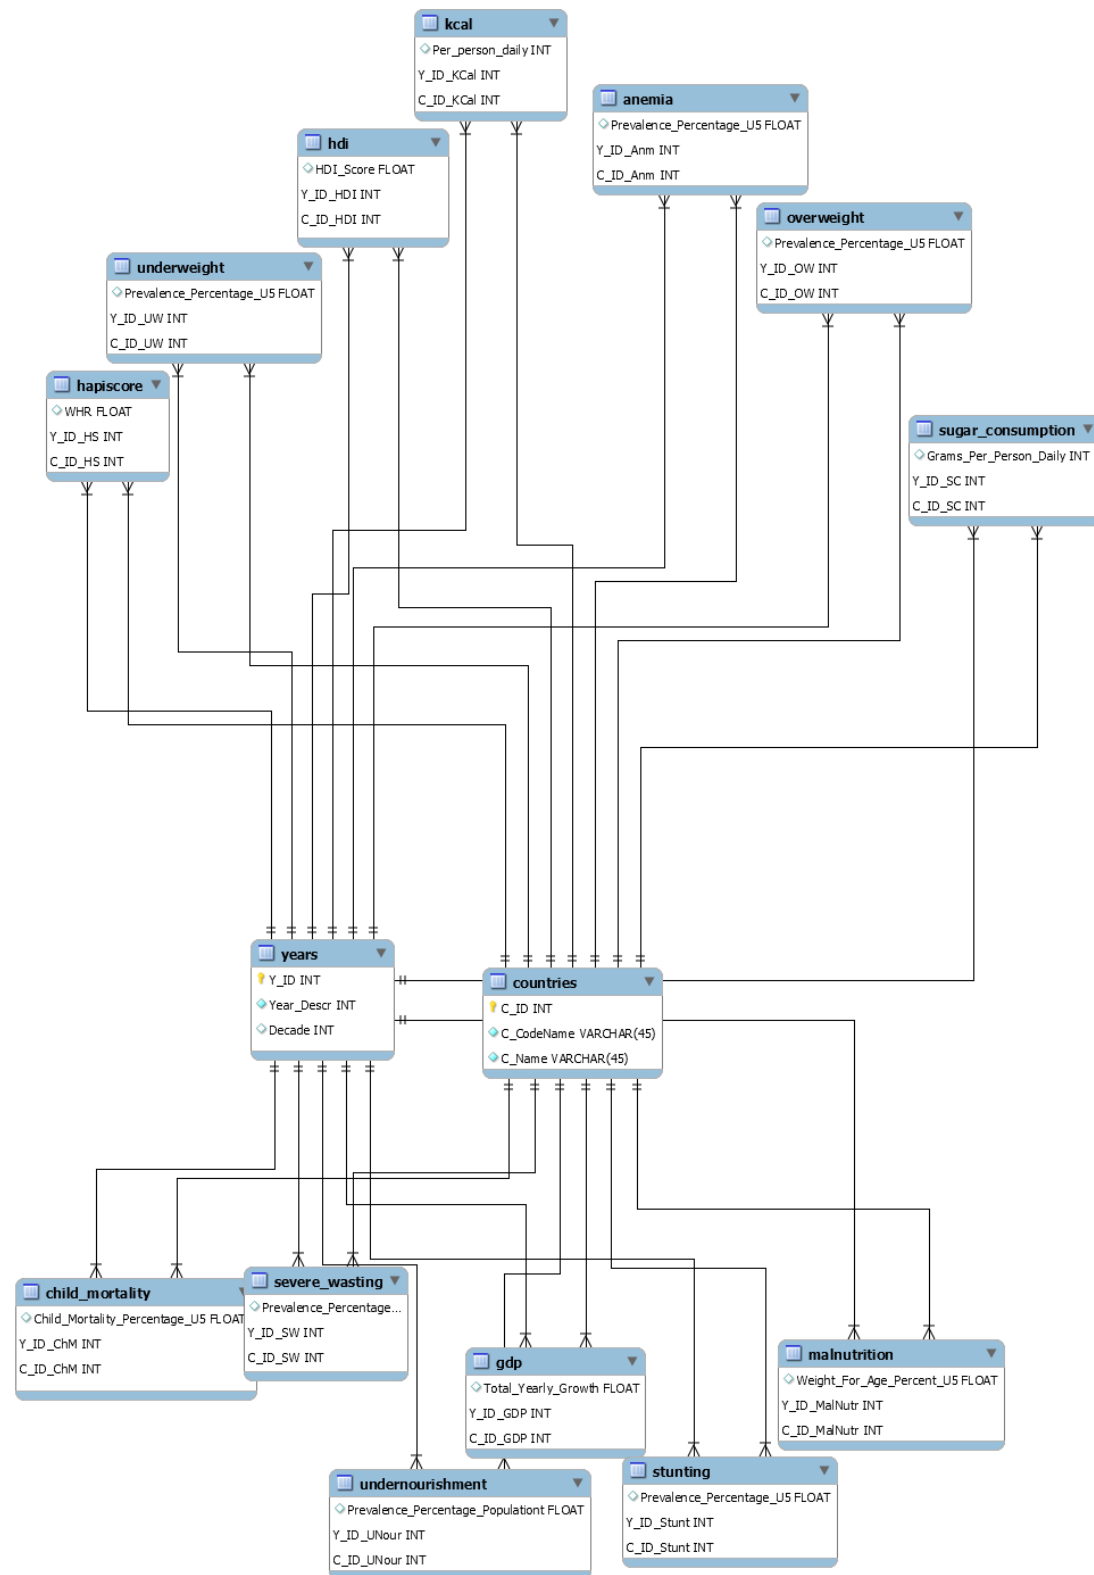 kcal
Per_person_daily INT
Y_ID_KCal INT
C_ID_KCal INT
anemia
Prevalence_Percentage_U5 FLOAT
Y_ID_Anm INT
C_ID_Anm INT
hdi
HDI_Score FLOAT
Y_ID_HDI INT
C_ID_HDI INT
overweight
Prevalence_Percentage_U5 FLOAT
Y_ID_OW INT
C_ID_OW INT
underweight
Prevalence_Percentage_U5 FLOAT
Y_ID_UW INT
C_ID_UW INT
hapiscore
WHR FLOAT
Y_ID_HS INT
C_ID_HS INT
sugar_consumption
Grams_Per_Person_Daily INT
Y_ID_SC INT
C_ID_SC INT
years
Y_ID INT
Year_Descr INT
Decade INT
countries
C_ID INT
C_CodeName VARCHAR(45)
C_Name VARCHAR(45)
child_mortality
Child_Mortality_Percentage_U5 FLOAT
Y_ID_ChM INT
C_ID_ChM INT
severe_wasting
Prevalence_Percentage...
Y_ID_SW INT
C_ID_SW INT
gdp
Total_Yearly_Growth FLOAT
Y_ID_GDP INT
C_ID_GDP INT
malnutrition
Weight_For_Age_Percent_U5 FLOAT
Y_ID_MalNutr INT
C_ID_MalNutr INT
undernourishment
Prevalence_Percentage_Populationt FLOAT
Y_ID_UNour INT
C_ID_UNour INT
stunting
Prevalence_Percentage_U5 FLOAT
Y_ID_Stunt INT
C_ID_Stunt INT